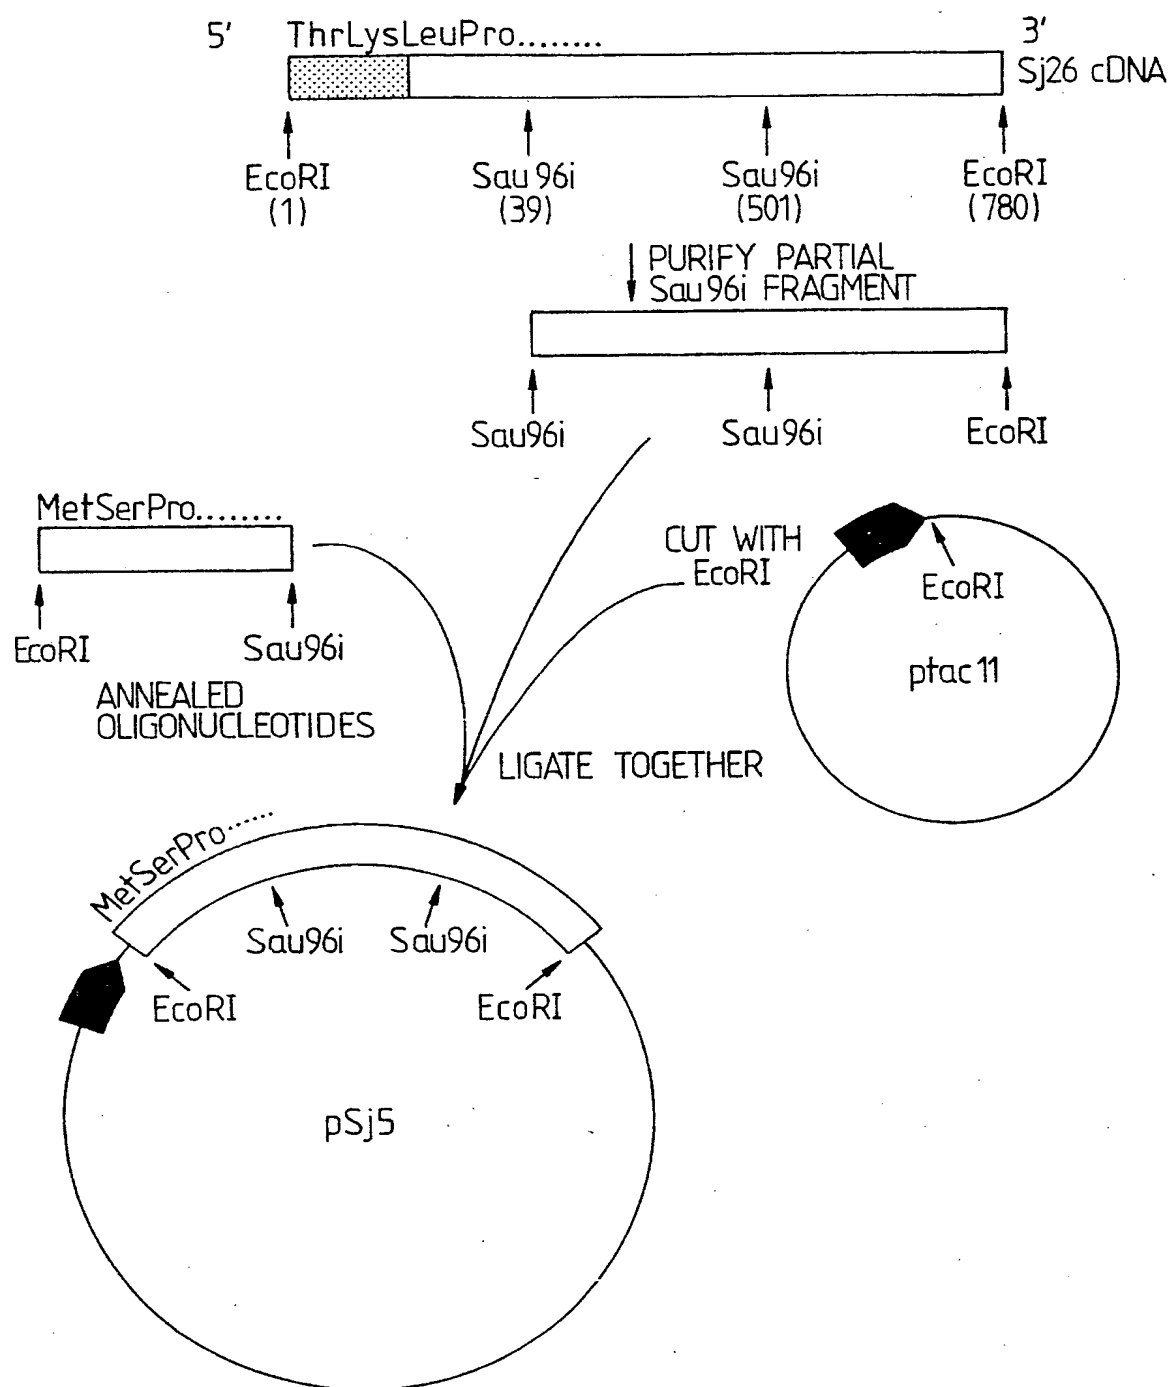 5' ThrLysLeuPro........ 3'
Sj26 cDNA
EcoRI Sau96i Sau96i EcoRI
(1) (39) (501) (780)
PURIFY PARTIAL
Sau96i FRAGMENT
Sau96i Sau96i EcoRI
MetSerPro........
EcoRI Sau96i
ANNEALED
OLIGONUCLEOTIDES
CUT WITH
EcoRI
EcoRI
ptac11
LIGATE TOGETHER
MetSerPro......
Sau96i Sau96i
EcoRI EcoRI
pSj5